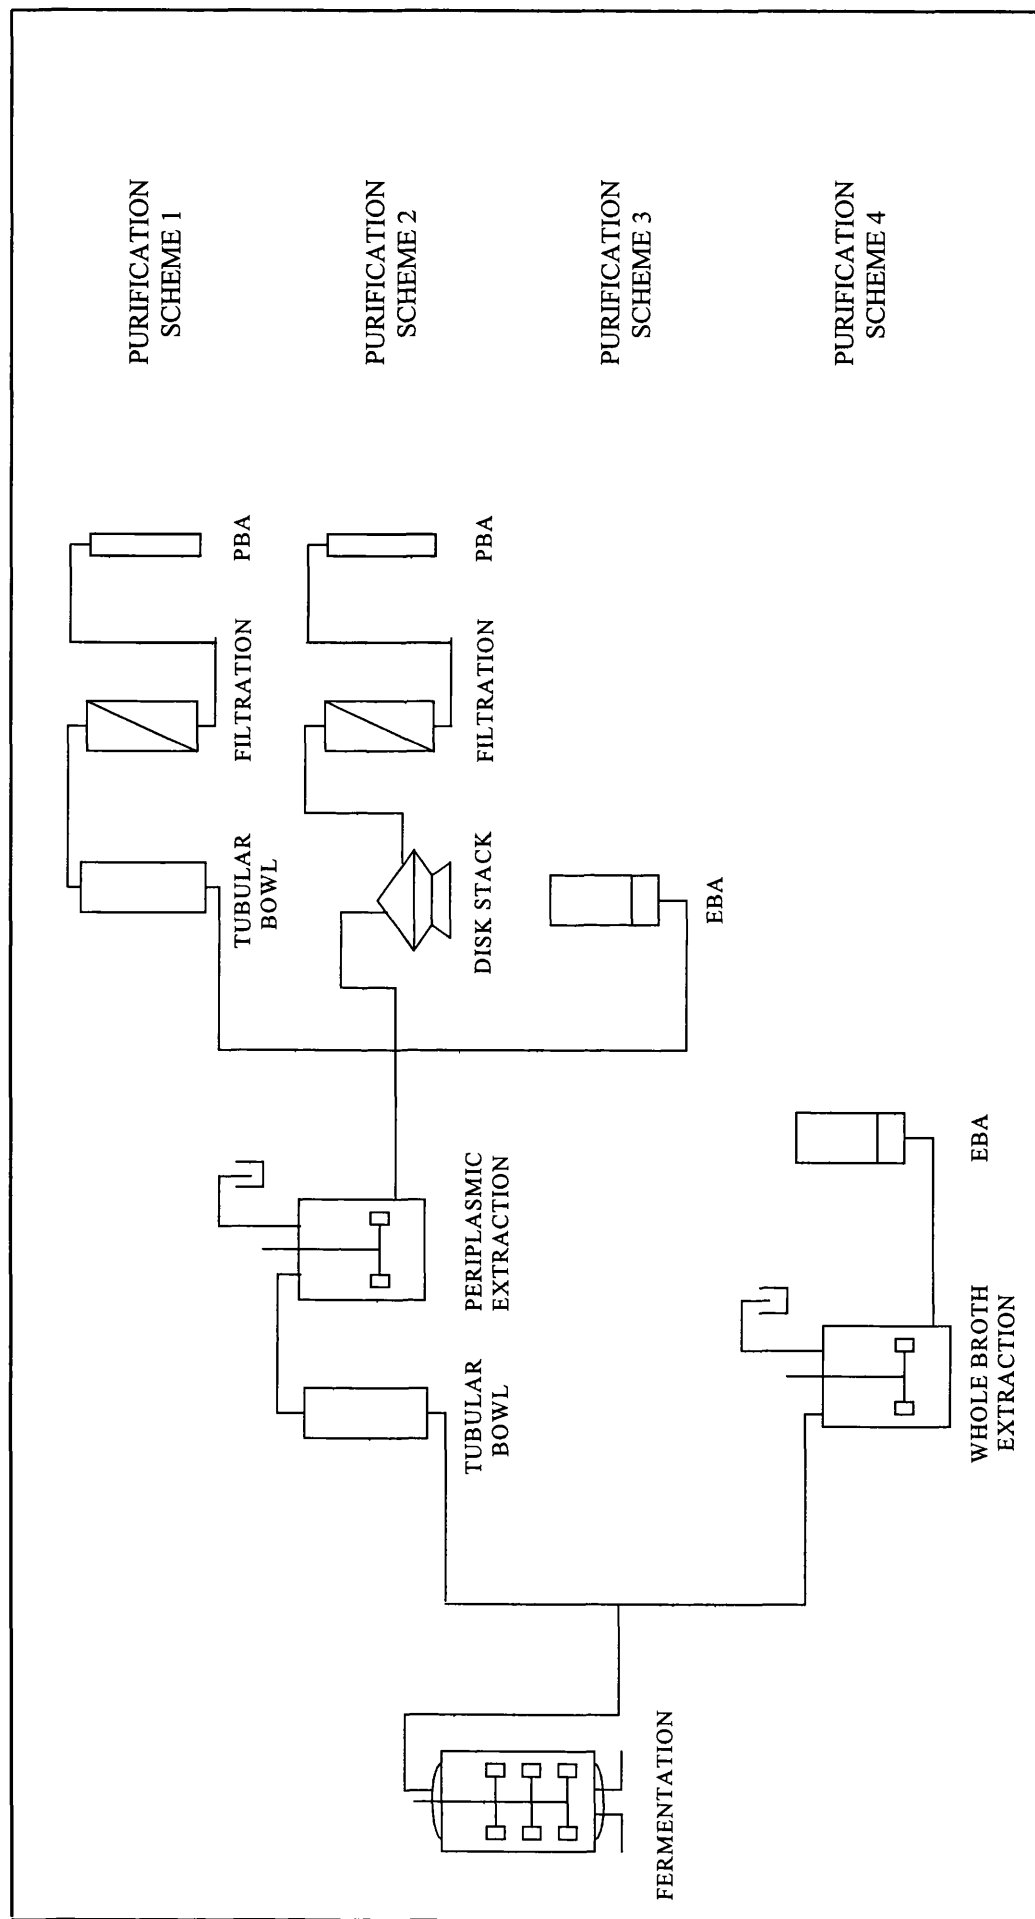 PURIFICATION
SCHEME 1
PURIFICATION
SCHEME 2
PURIFICATION
SCHEME 3
PURIFICATION
SCHEME 4
TUBULAR
BOWL
FILTRATION
PBA
DISK STACK
FILTRATION
PBA
EBA
TUBULAR
BOWL
PERIPLASMIC
EXTRACTION
FERMENTATION
WHOLE BROTH
EXTRACTION
EBA